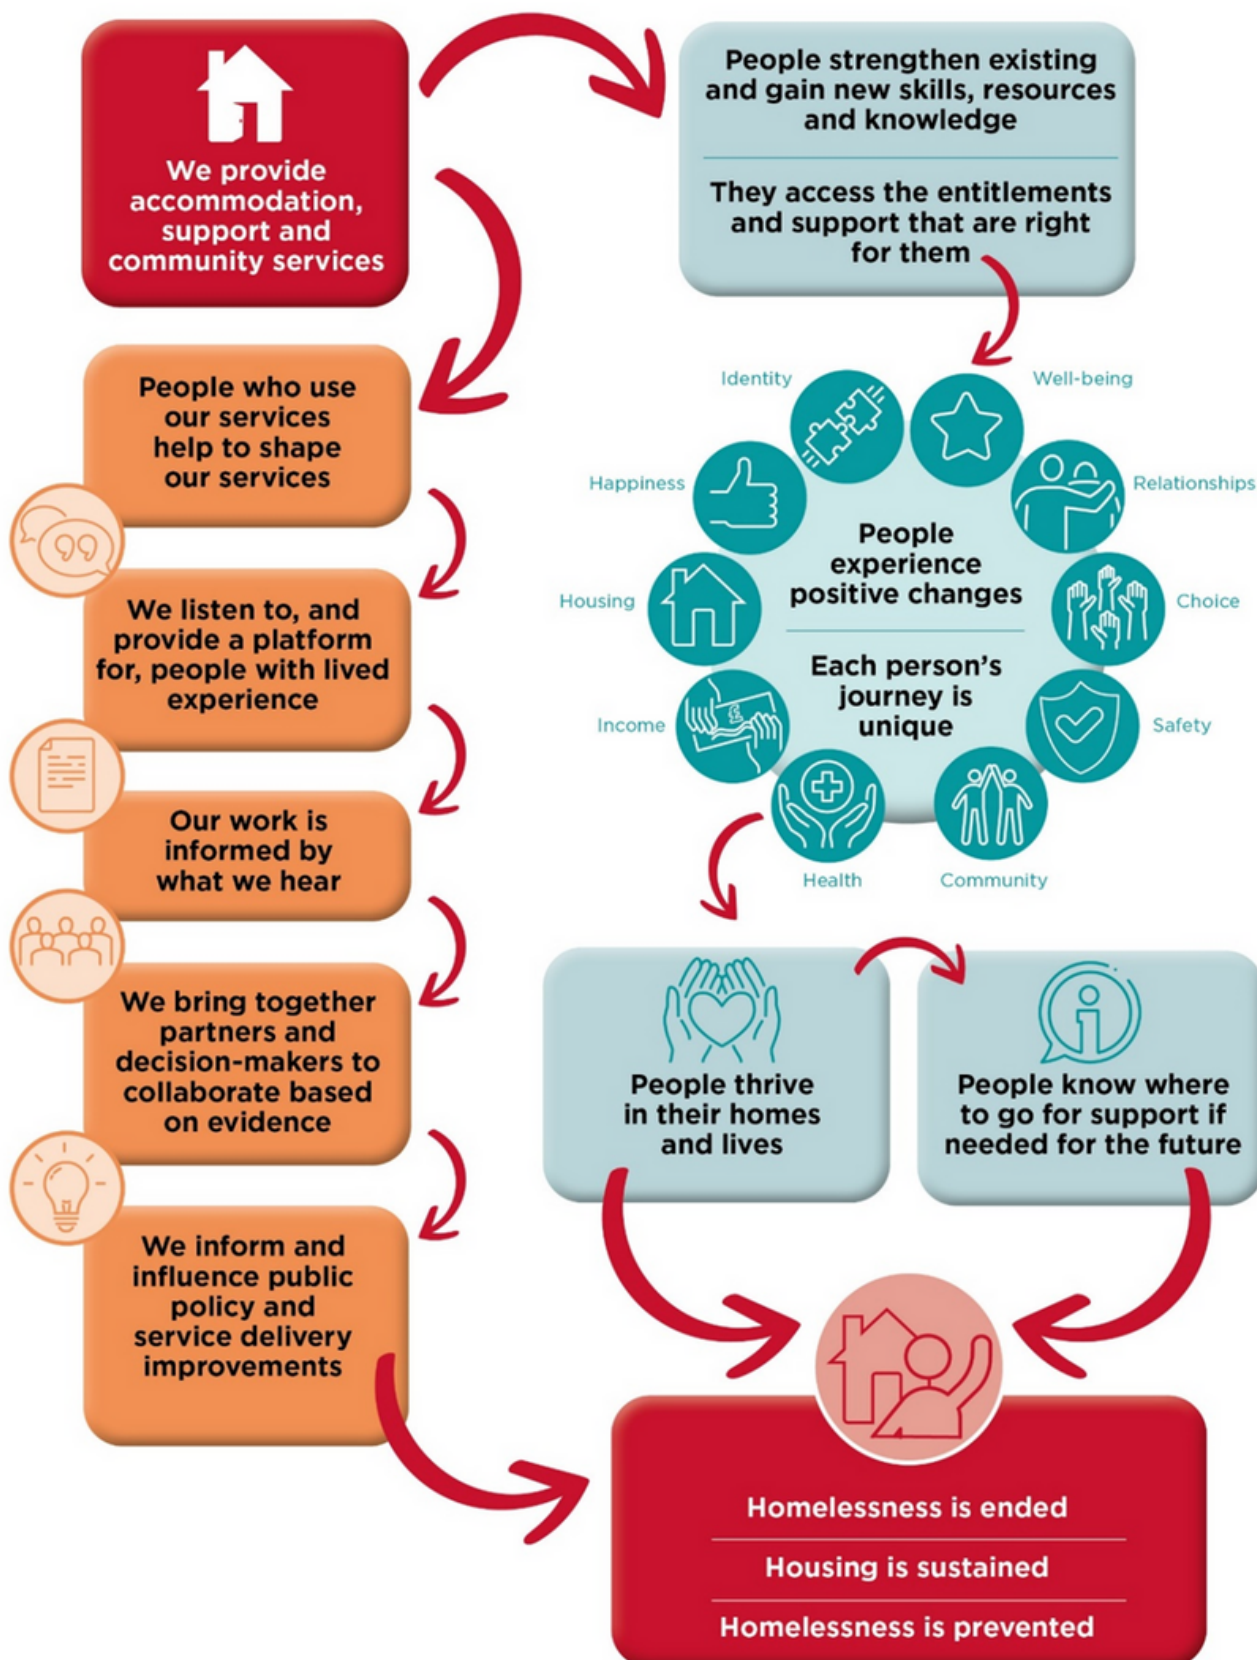 We provide
accommodation,
support and
community services
People strengthen existing
and gain new skills, resources
and knowledge
They access the entitlements
and support that are right
for them
People who use
our services
help to shape
our services
We listen to, and
provide a platform
for, people with lived
experience
Our work is
informed by
what we hear
We bring together
partners and
decision-makers to
collaborate based
on evidence
We inform and
influence public
policy and
service delivery
improvements
Identity
Well-being
Happiness
Relationships
Housing
Choice
Income
£
Safety
Health
Community
People
experience
positive changes
Each person’s
journey is
unique
People thrive
in their homes
and lives
i
People know where
to go for support if
needed for the future
Homelessness is ended
Housing is sustained
Homelessness is prevented